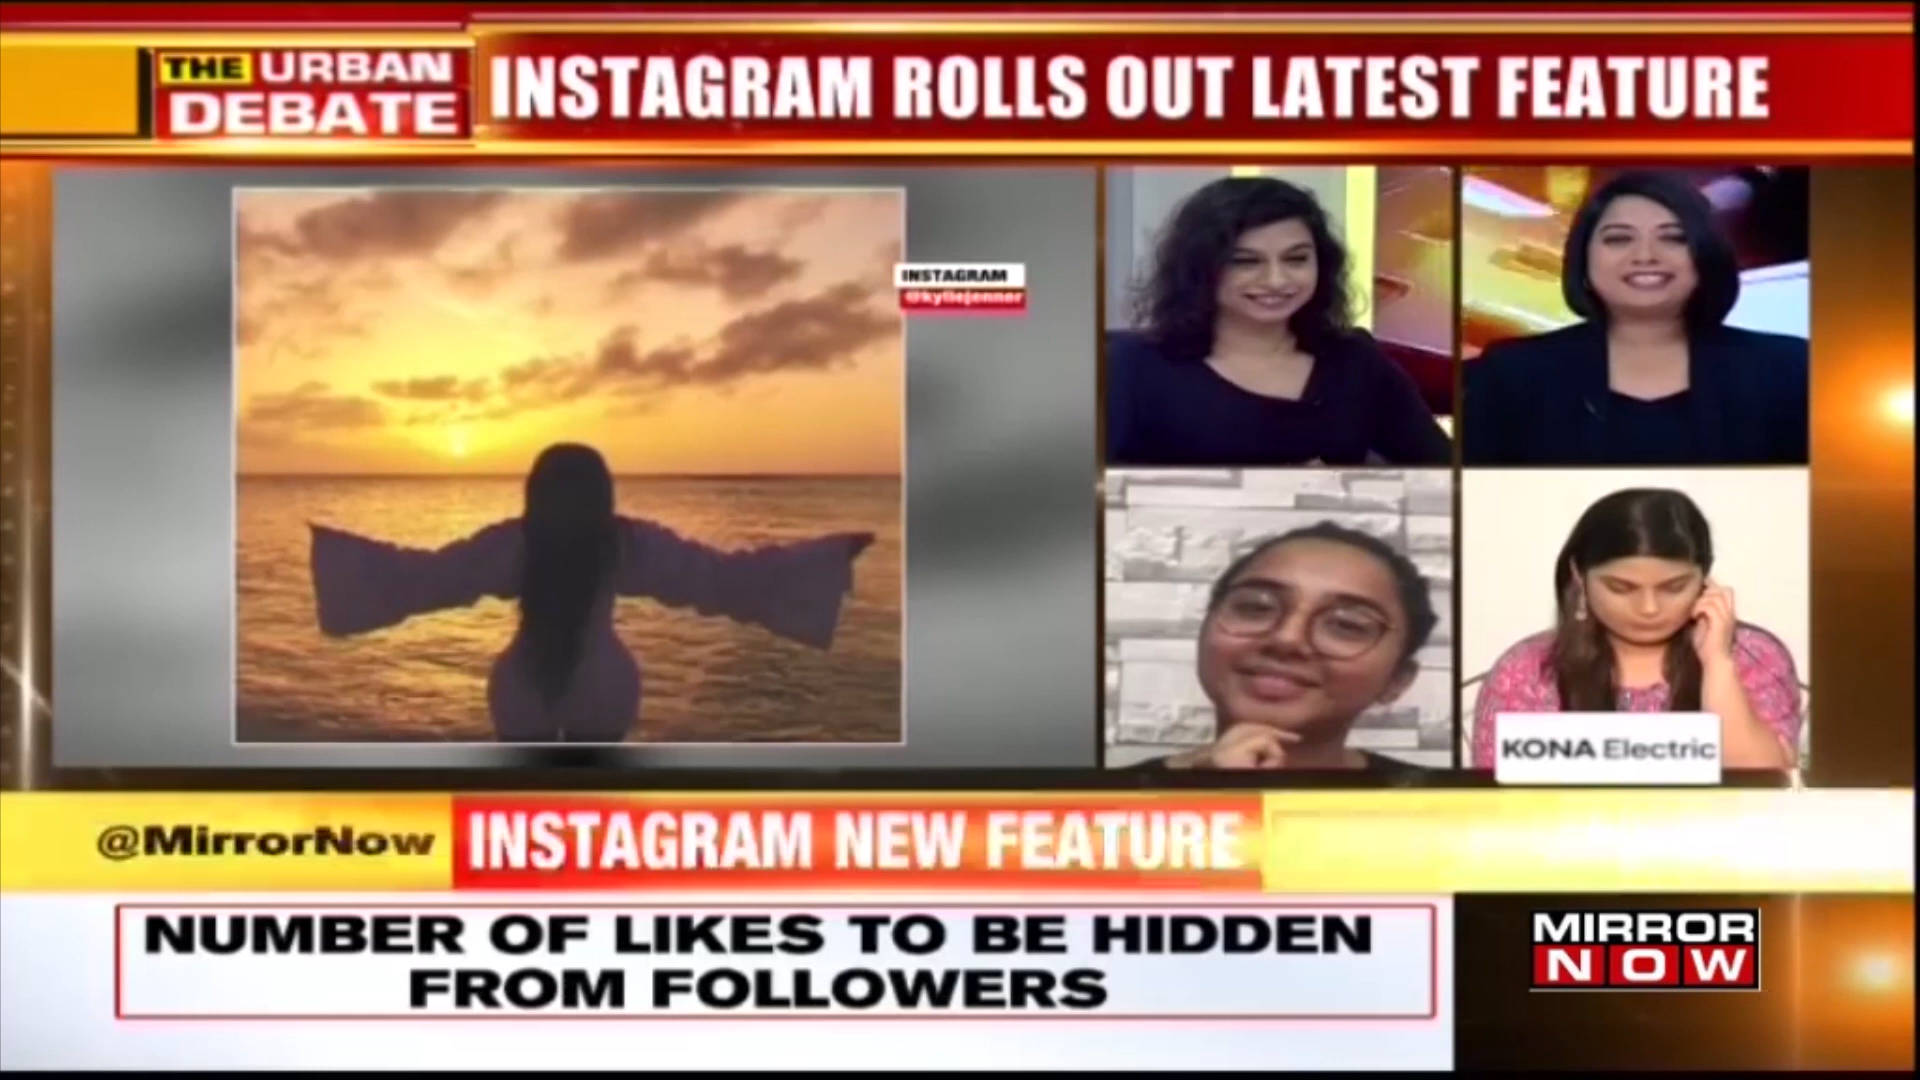 THE URBAN
DEBATE
INSTAGRAM ROLLS OUT LATEST FEATURE
INSTAGRAM
@kyliejenner
KONA Electric
@MirrorNow
INSTAGRAM NEW FEATURE
NUMBER OF LIKES TO BE HIDDEN
FROM FOLLOWERS
MIRROR
NOW